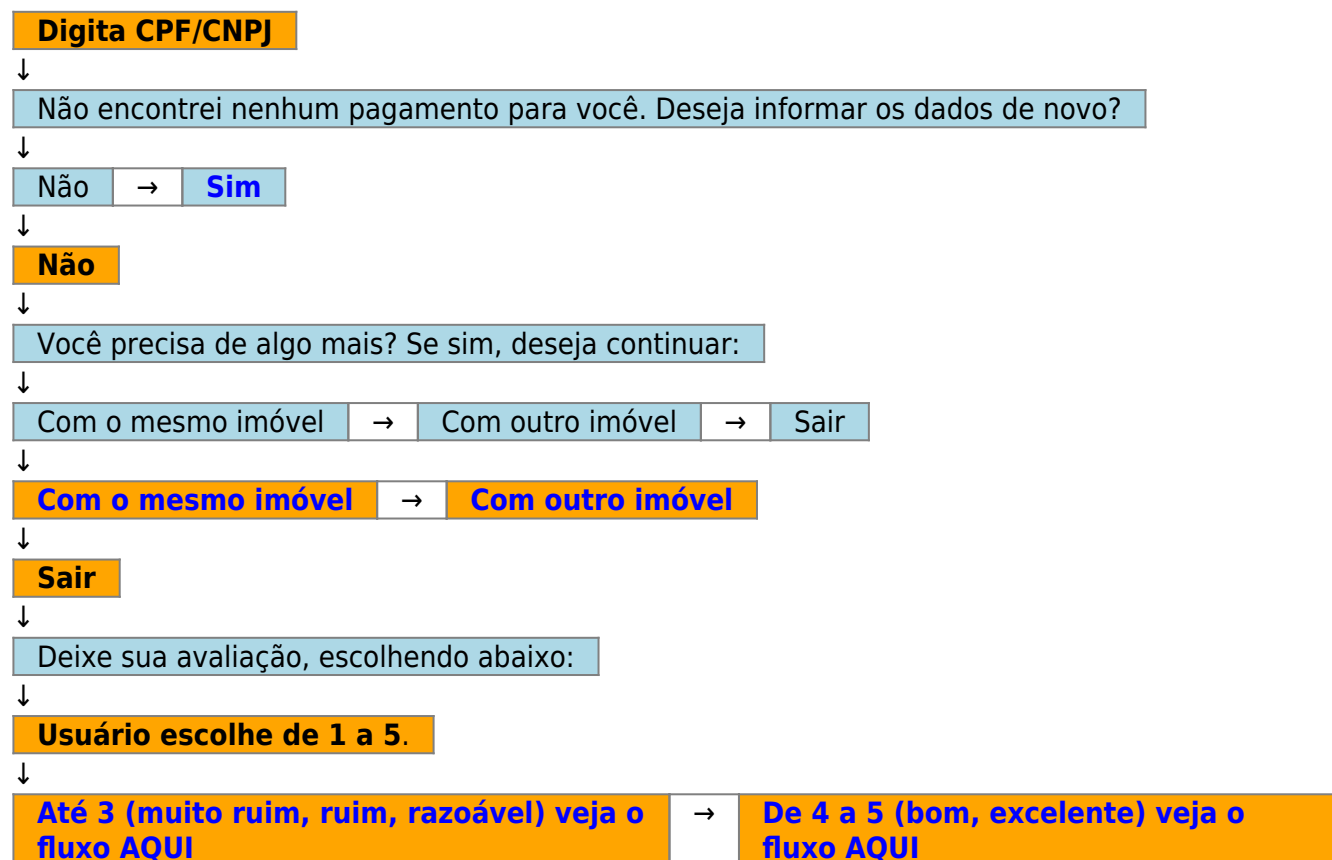 Digita CPF/CNPJ
↓
Não encontrei nenhum pagamento para você. Deseja informar os dados de novo?
↓
Não → Sim
↓
Não
↓
Você precisa de algo mais? Se sim, deseja continuar:
↓
Com o mesmo imóvel → Com outro imóvel → Sair
↓
Com o mesmo imóvel → Com outro imóvel
↓
Sair
↓
Deixe sua avaliação, escolhendo abaixo:
↓
Usuário escolhe de 1 a 5.
↓
Até 3 (muito ruim, ruim, razoável) veja o → De 4 a 5 (bom, excelente) veja o
fluxo AQUI fluxo AQUI